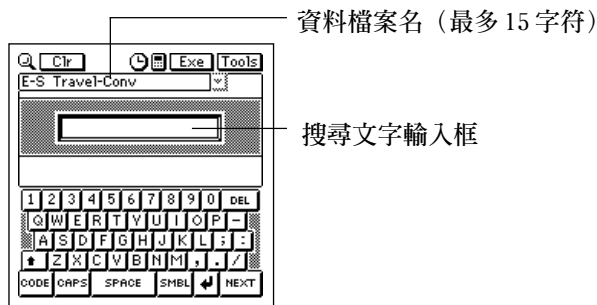 資料檔案名（最多 15 字符）
Clr Exe Tools
E-S Travel-Conv
搜尋文字輸入框
1 2 3 4 5 6 7 8 9 0 DEL
Q W E R T Y U I O P -
A S D F G H J K L ; :
Z X C V B N M , . /
CODE CAPS SPACE SMBL NEXT